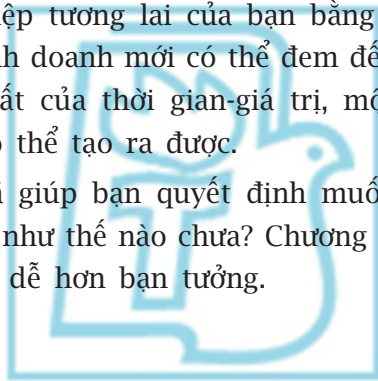 ệp tương lai của bạn bằng
nh doanh mới có thể đem đế
ất của thời gian-giá trị, mộ
thể tạo ra được.
giúp bạn quyết định muố
như thế nào chưa? Chương
dễ hơn bạn tưởng.